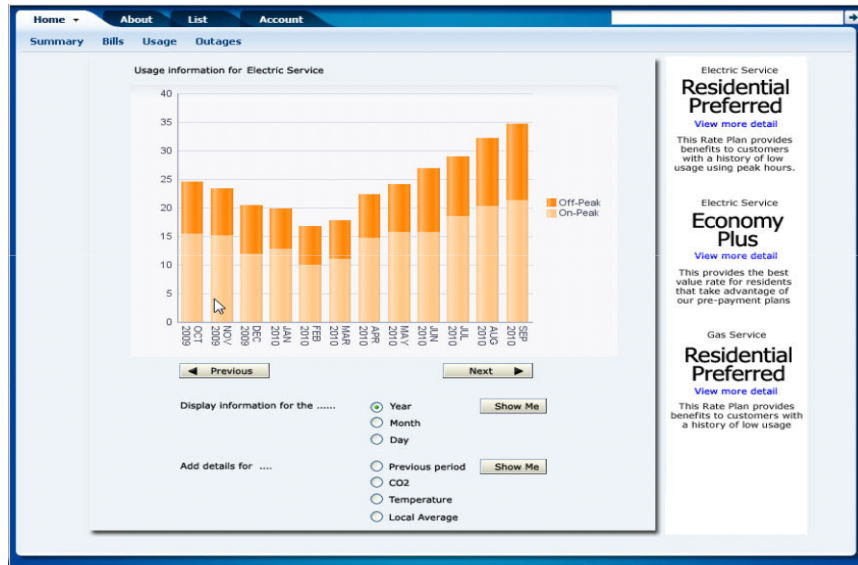 Home
About
List
Account
Summary Bills Usage Outages
Usage information for Electric Service
40
35
30
25
20
15
10
5
0
OCT 2009
NOV 2009
DEC 2009
JAN 2010
FEB 2010
MAR 2010
APR 2010
MAY 2010
JUN 2010
JUL 2010
AUG 2010
SEP 2010
Off-Peak
On-Peak
Previous
Next
Display information for the ......
Year
Show Me
Month
Day
Add details for ....
Previous period
Show Me
CO2
Temperature
Local Average
Electric Service
Residential
Preferred
View more detail
This Rate Plan provides
benefits to customers
with a history of low
usage using peak hours.
Electric Service
Economy
Plus
View more detail
This provides the best
value rate for residents
that take advantage of
our pre-payment plans
Gas Service
Residential
Preferred
View more detail
This Rate Plan provides
benefits to customers with
a history of low usage